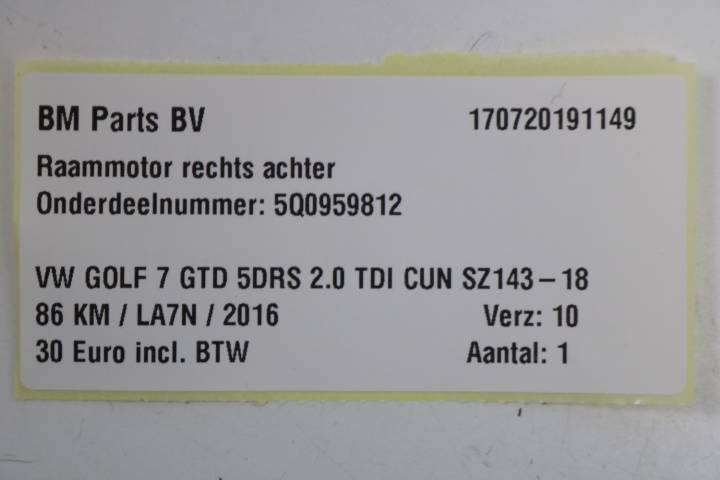 BM Parts BV 170720191149
Raammotor rechts achter
Onderdeelnummer: 5Q0959812
VW GOLF 7 GTD 5DRS 2.0 TDI CUN SZ143-18
86 KM / LA7N / 2016 Verz: 10
30 Euro incl. BTW Aantal: 1